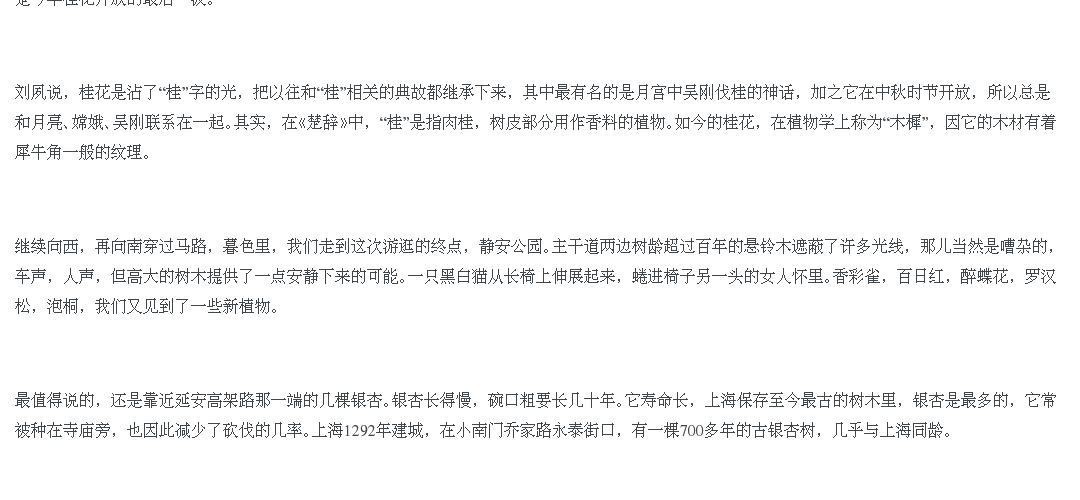 刘夙说，桂花是沾了“桂”字的光，把以往和“桂”相关的典故都继承下来，其中最有名的是月宫中吴刚伐桂的神话，加之它在中秋时节开放，所以总是
和月亮、嫦娥、吴刚联系在一起。其实，在《楚辞》中，“桂”是指肉桂，树皮部分用作香料的植物。如今的桂花，在植物学上称为“木樨”，因它的木材有着
犀牛角一般的纹理。
继续向西，再向南穿过马路，暮色里，我们走到这次游逛的终点，静安公园。主干道两边树龄超过百年的悬铃木遮蔽了许多光线，那儿当然是嘈杂的，
车声，人声，但高大的树木提供了一点安静下来的可能。一只黑白猫从长椅上伸展起来，蜷进椅子另一头的女人怀里。香彩雀，百日红，醉蝶花，罗汉
松，泡桐，我们又见到了一些新植物。
最值得说的，还是靠近延安高架路那一端的几棵银杏。银杏长得慢，碗口粗要长几十年。它寿命长，上海保存至今最古的树木里，银杏是最多的，它常
被种在寺庙旁，也因此减少了砍伐的几率。上海1292年建城，在小南门乔家路永泰街口，有一棵700多年的古银杏树，几乎与上海同龄。